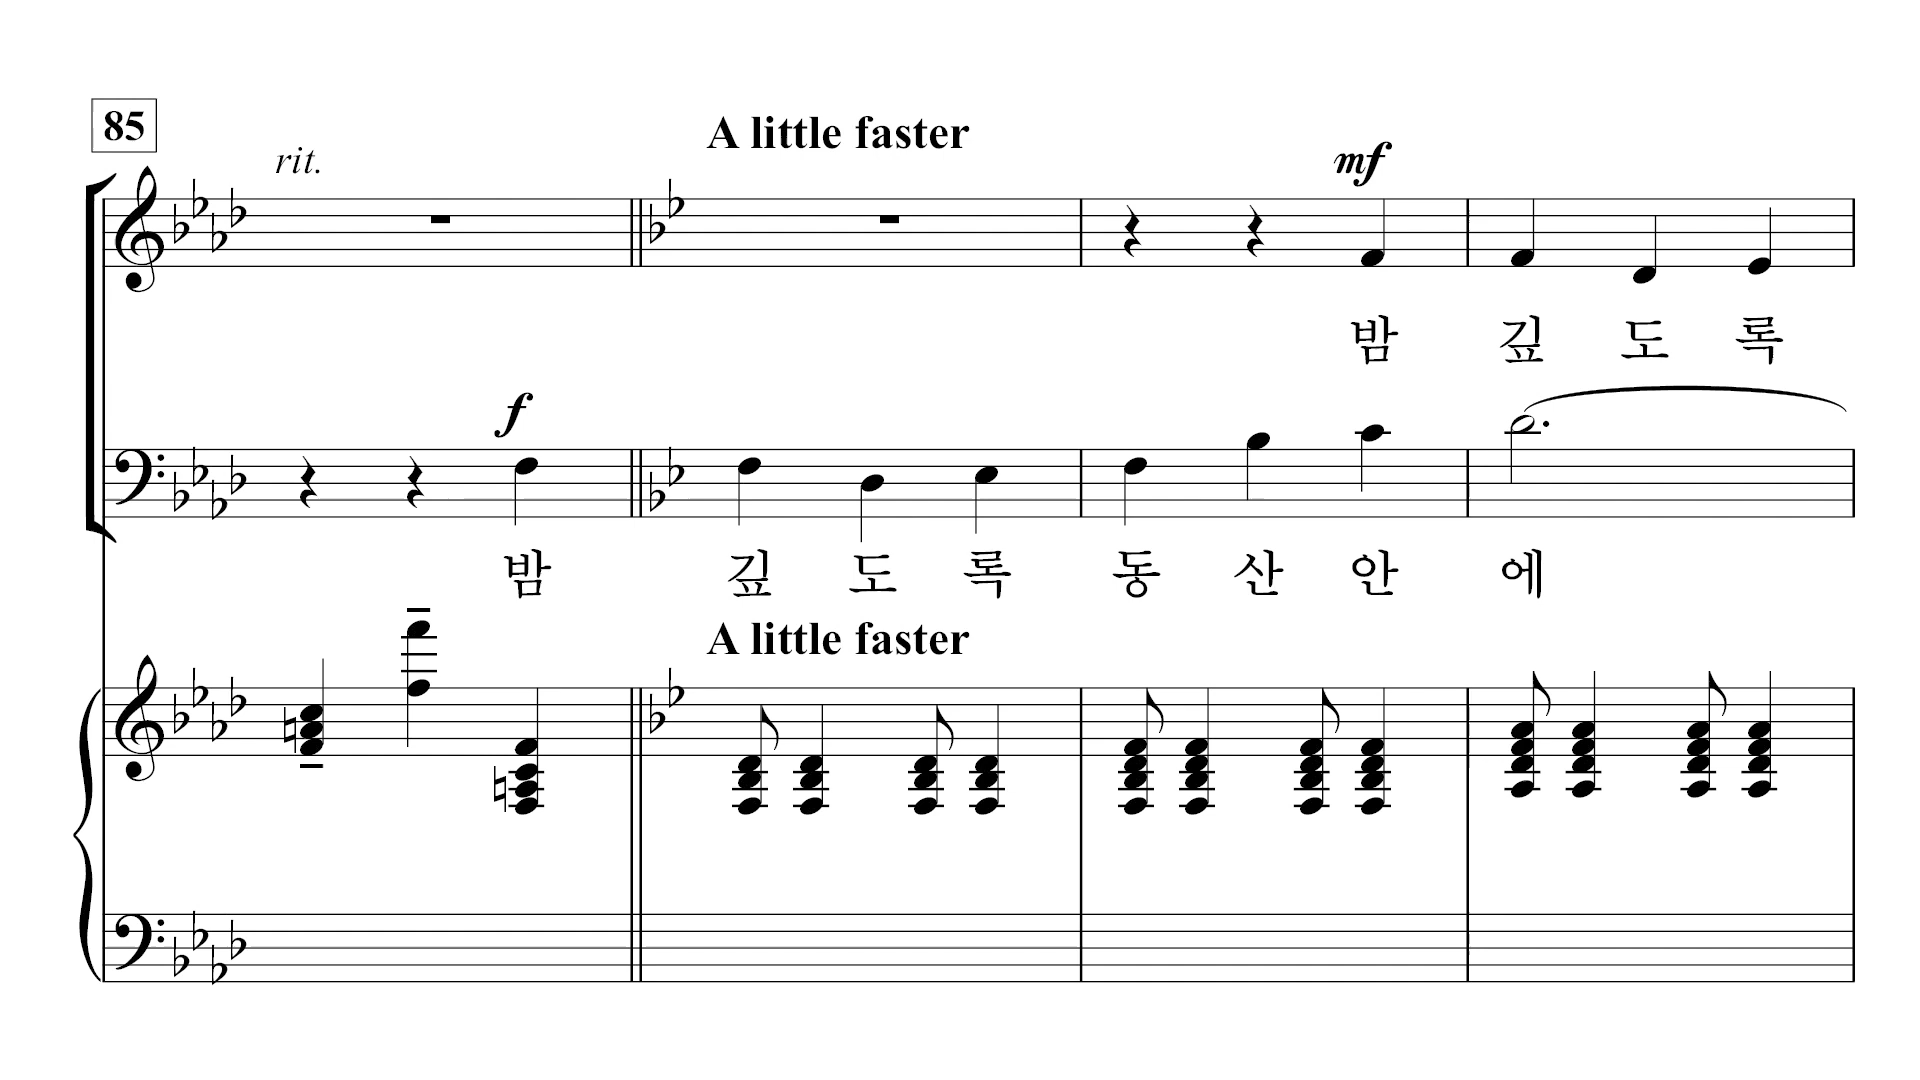 85
rit.
A little faster
mf
밤 깊 도 록
f
밤 깊 도 록 동 산 안 에
A little faster